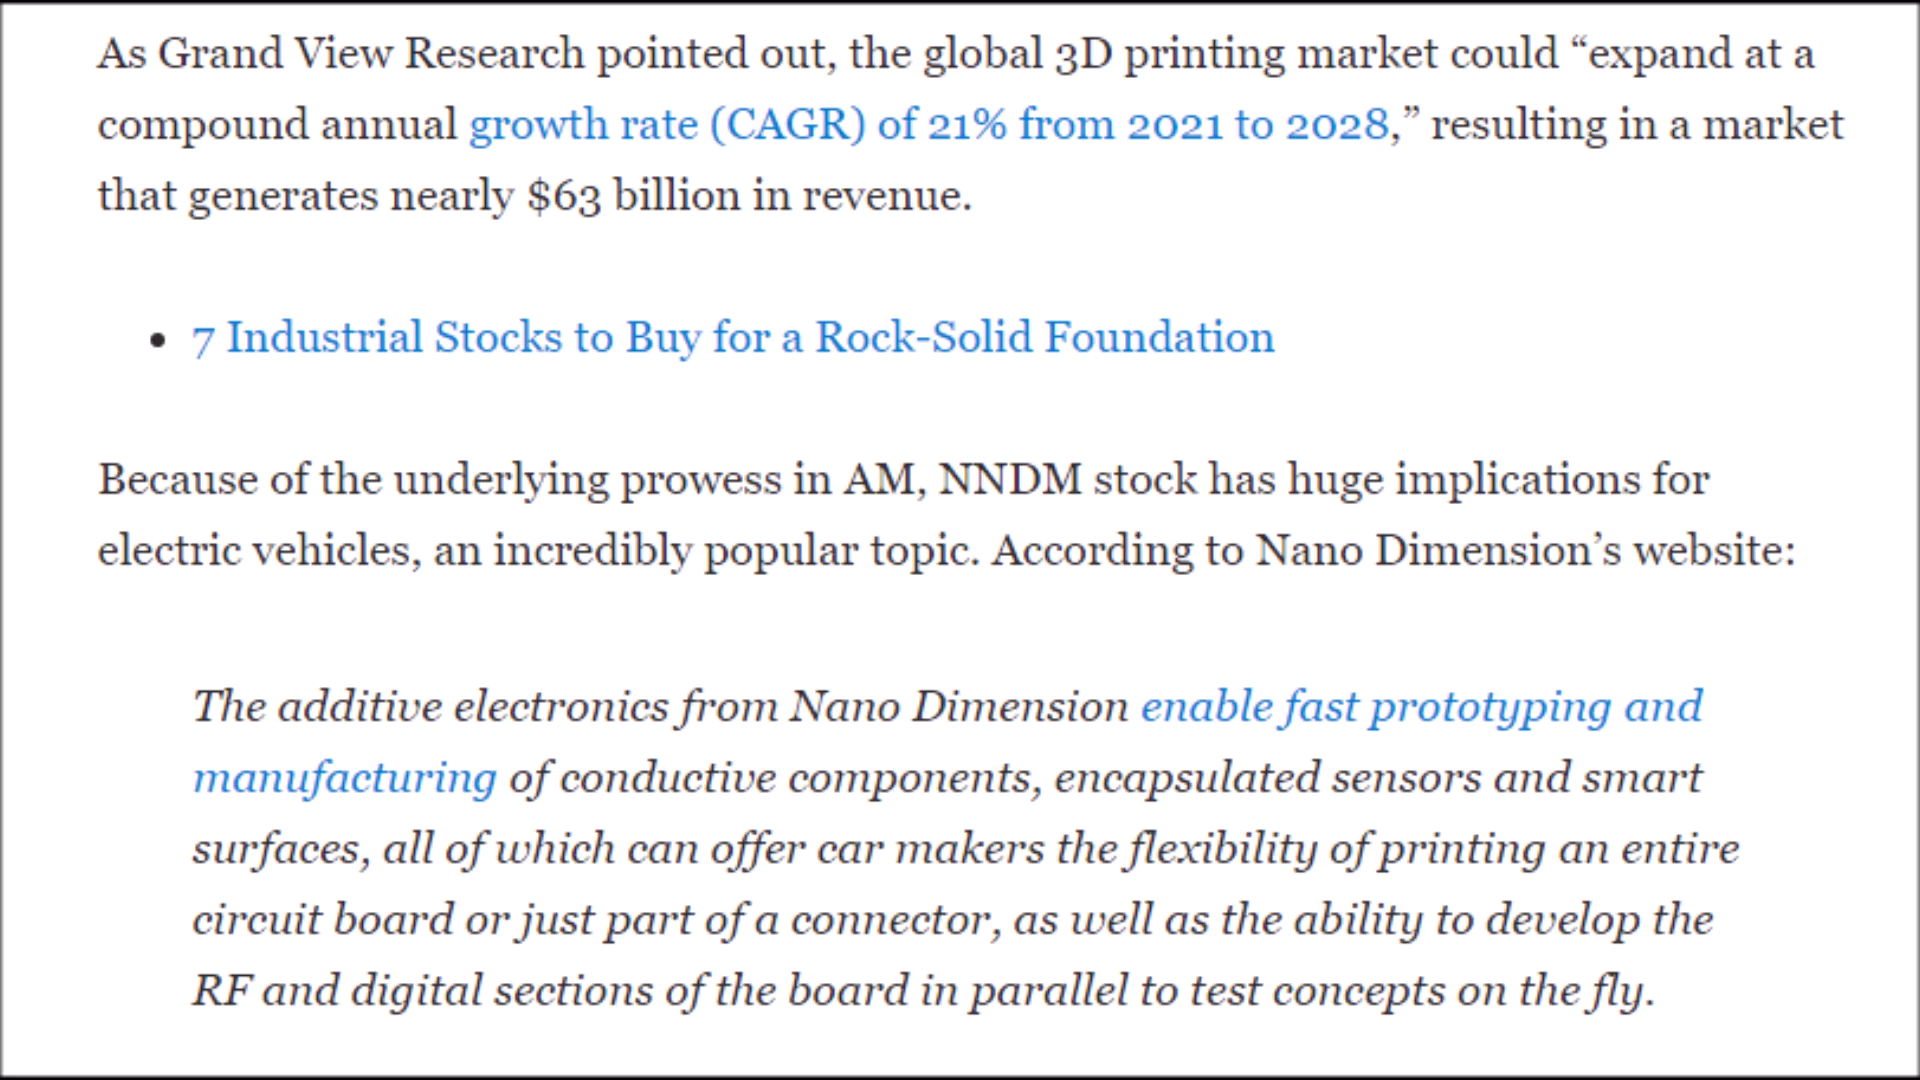 As Grand View Research pointed out, the global 3D printing market could “expand at a
compound annual growth rate (CAGR) of 21% from 2021 to 2028,” resulting in a market
that generates nearly $63 billion in revenue.
• 7 Industrial Stocks to Buy for a Rock-Solid Foundation
Because of the underlying prowess in AM, NNDM stock has huge implications for
electric vehicles, an incredibly popular topic. According to Nano Dimension’s website:
The additive electronics from Nano Dimension enable fast prototyping and
manufacturing of conductive components, encapsulated sensors and smart
surfaces, all of which can offer car makers the flexibility of printing an entire
circuit board or just part of a connector, as well as the ability to develop the
RF and digital sections of the board in parallel to test concepts on the fly.